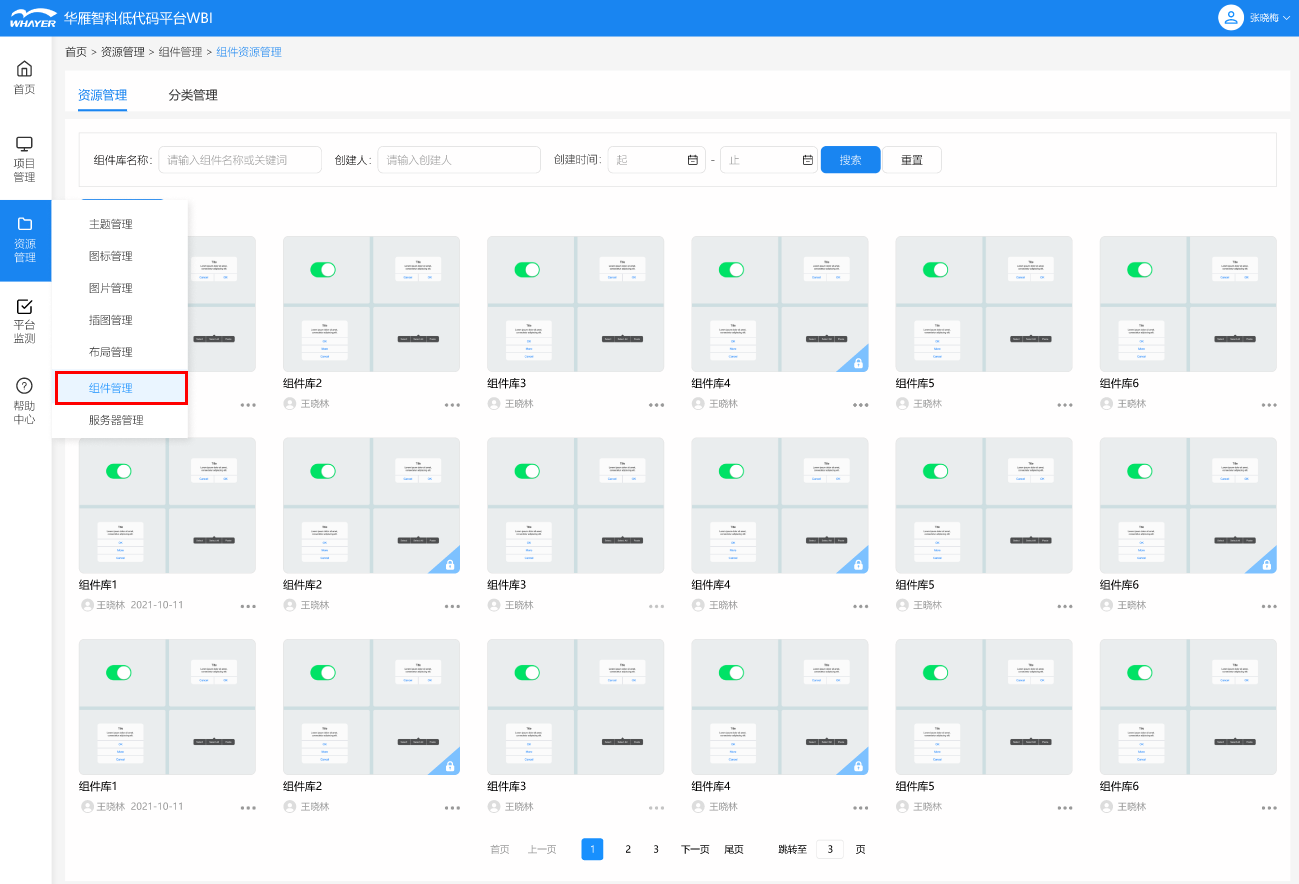 WHAYER 华雁智科低代码平台WBI
张晓梅
首页 > 资源管理 > 组件管理 > 组件资源管理
首页
项目
管理
资源
管理
平台
监测
帮助
中心
资源管理 分类管理
组件库名称: 请输入组件名称或关键词 创建人: 请输入创建人 创建时间: 起 - 止 搜索 重置
主题管理
图标管理
图片管理
插图管理
布局管理
组件管理
服务器管理
组件库2 组件库3 组件库4 组件库5 组件库6
王晓林 王晓林 王晓林 王晓林 王晓林
组件库1 组件库2 组件库3 组件库4 组件库5 组件库6
王晓林 2021-10-11 王晓林 王晓林 王晓林 王晓林 王晓林
组件库1 组件库2 组件库3 组件库4 组件库5 组件库6
王晓林 2021-10-11 王晓林 王晓林 王晓林 王晓林 王晓林
首页 上一页 1 2 3 下一页 尾页 跳转至 3 页